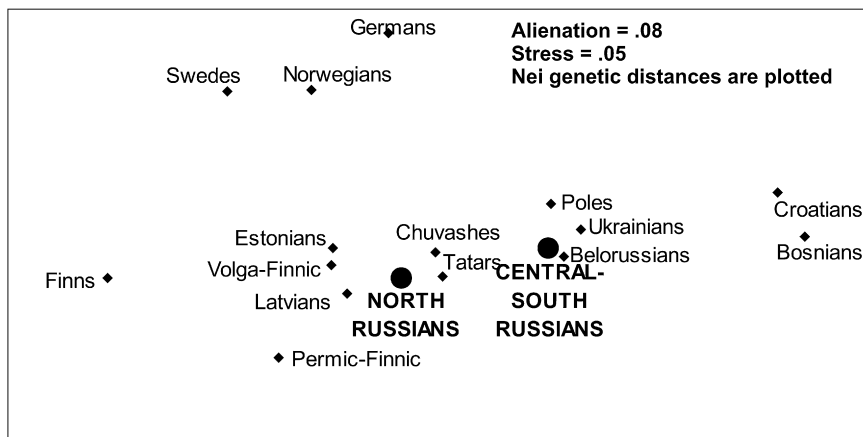 Germans
Alienation = .08
Stress = .05
Nei genetic distances are plotted
Swedes
Norwegians
Poles
Croatians
Ukrainians
Chuvashes
Estonians
Bosnians
Belorussians
Volga-Finnic
Tatars
Finns
CENTRAL-
SOUTH
RUSSIANS
Latvians
NORTH
RUSSIANS
Permic-Finnic